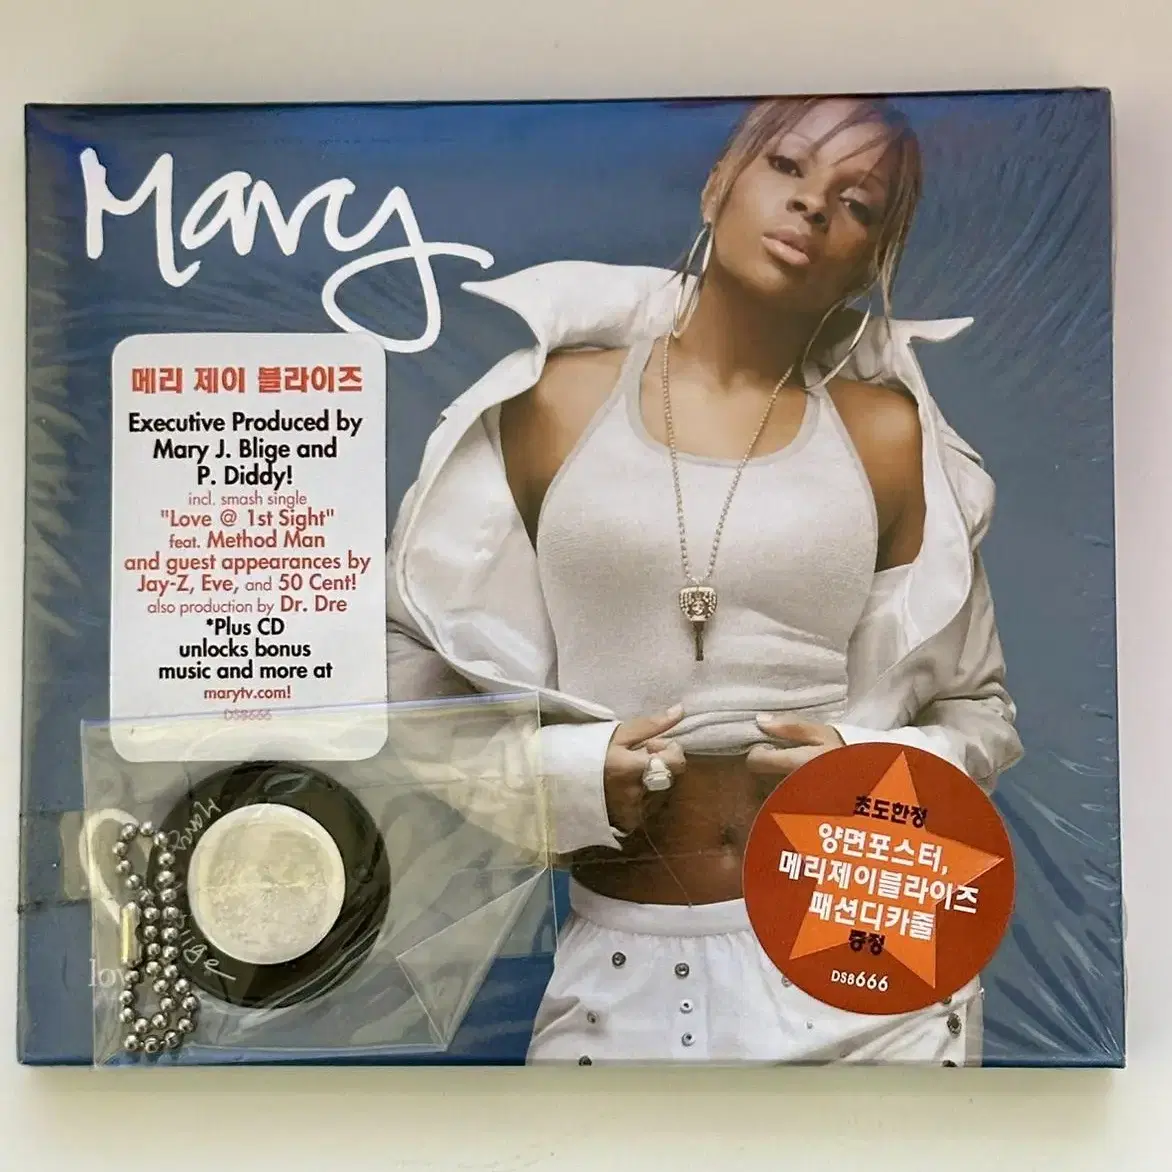 Mary
메리 제이 블라이즈
Executive Produced by
Mary J. Blige and
P. Diddy!
incl. smash single
"Love @ 1st Sight"
feat. Method Man
and guest appearances by
Jay-Z, Eve, and 50 Cent!
also production by Dr. Dre
*Plus CD
unlocks bonus
music and more at
marytv.com!
DS8666
Mary
초도한정
양면포스터,
메리제이블라이즈
패션디카줄
증정
DS8666